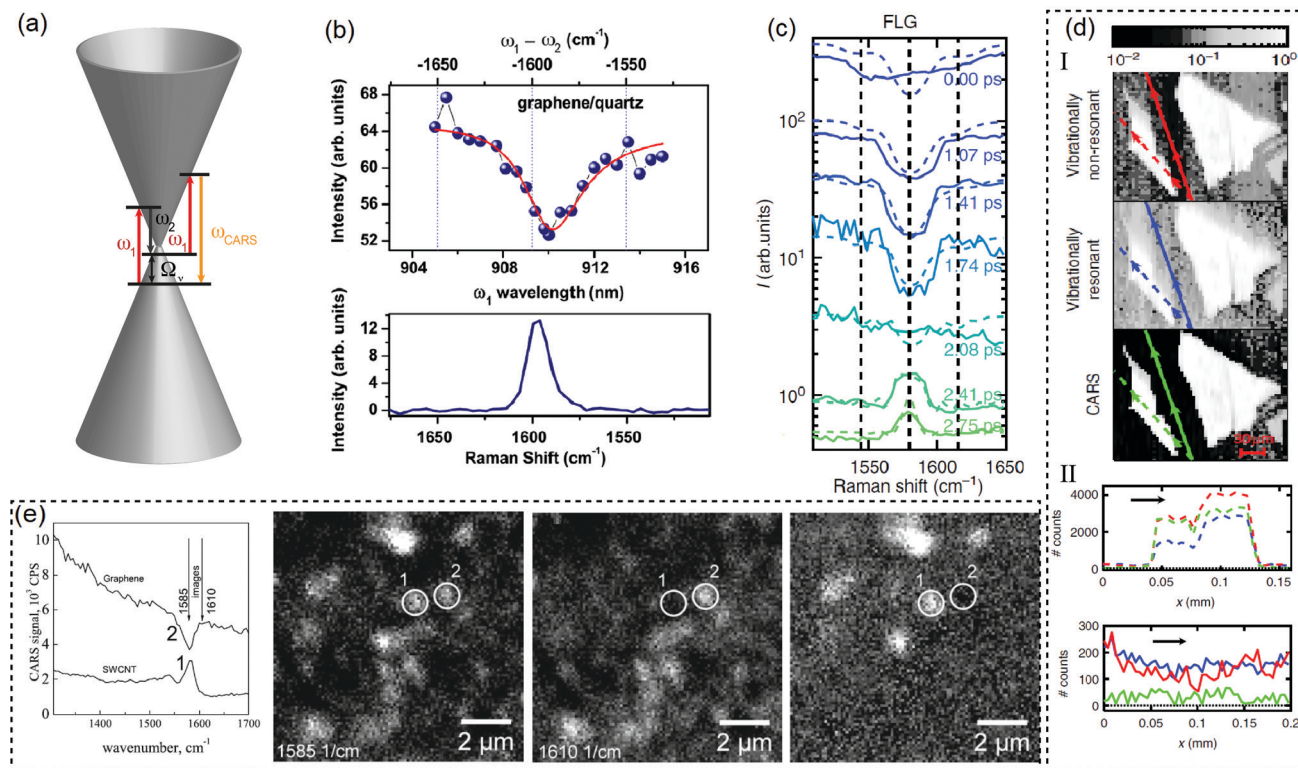 (a)
ω1
ω2
ω1
ωCARS
Ωv
(b)
ω1 − ω2 (cm-1)
-1650
-1600
-1550
graphene/quartz
Intensity (arb. units)
68
64
60
56
52
904
908
912
916
ω1 wavelength (nm)
Intensity (arb. units)
12
8
4
0
1650
1600
1550
Raman Shift (cm-1)
(c)
FLG
I (arb.units)
10²
10¹
10⁰
0.00 ps
1.07 ps
1.41 ps
1.74 ps
2.08 ps
2.41 ps
2.75 ps
1550
1600
1650
Raman shift (cm−1)
(d)
10−2
10−1
10⁰
I
Vibrationally
non-resonant
Vibrationally
resonant
CARS
30 μm
II
# counts
4000
2000
0
0
0.05
0.1
0.15
x (mm)
# counts
300
200
100
0
0
0.05
0.1
0.15
0.2
x (mm)
(e)
CARS signal, 10³ CPS
10
8
6
4
2
0
Graphene
SWCNT
2
1
1585
images
1610
1400
1500
1600
1700
wavenumber, cm-1
1
2
1585 1/cm
2 μm
1
2
1610 1/cm
2 μm
1
2
2 μm